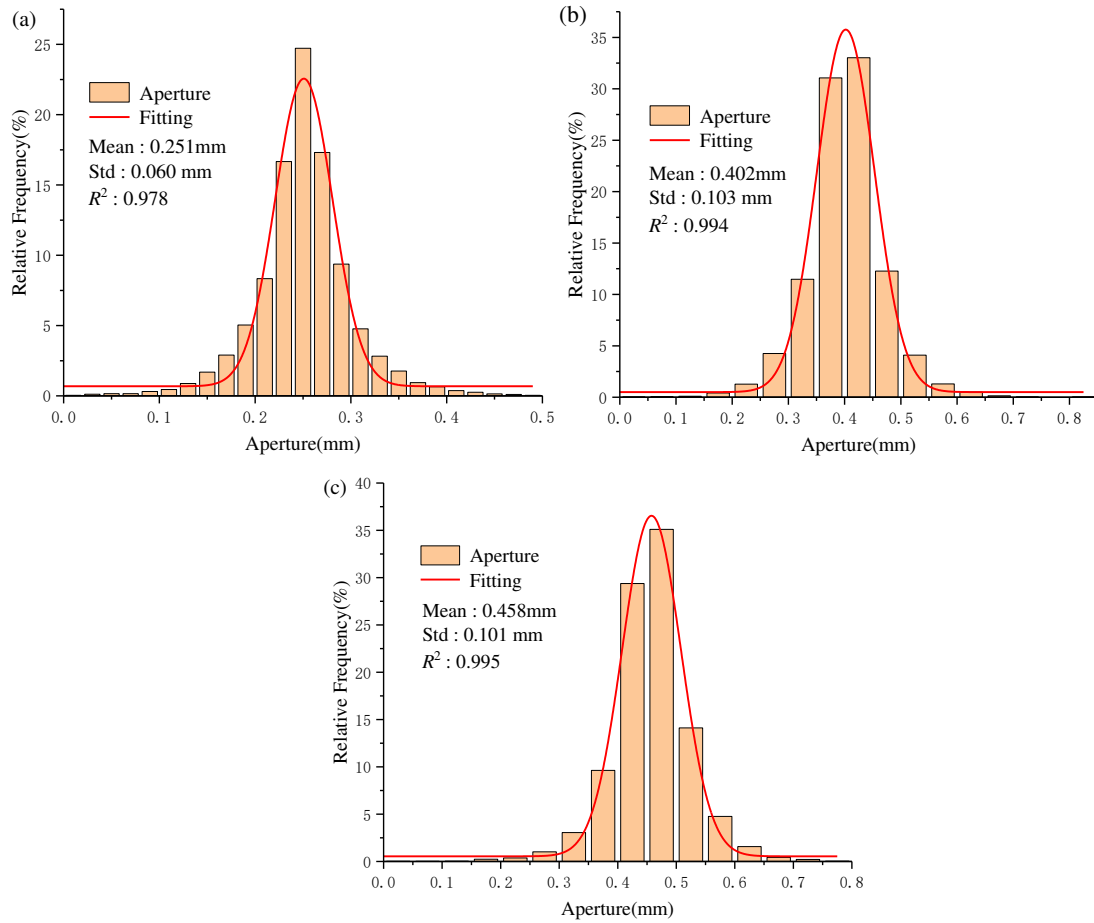 (a)
25
20
15
10
5
0
Relative Frequency(%)
Aperture
Fitting
Mean : 0.251mm
Std : 0.060 mm
R² : 0.978
0.0 0.1 0.2 0.3 0.4 0.5
Aperture(mm)
(b)
35
30
25
20
15
10
5
0
Relative Frequency(%)
Aperture
Fitting
Mean : 0.402mm
Std : 0.103 mm
R² : 0.994
0.0 0.1 0.2 0.3 0.4 0.5 0.6 0.7 0.8
Aperture(mm)
(c)
40
35
30
25
20
15
10
5
0
Relative Frequency(%)
Aperture
Fitting
Mean : 0.458mm
Std : 0.101 mm
R² : 0.995
0.0 0.1 0.2 0.3 0.4 0.5 0.6 0.7 0.8
Aperture(mm)